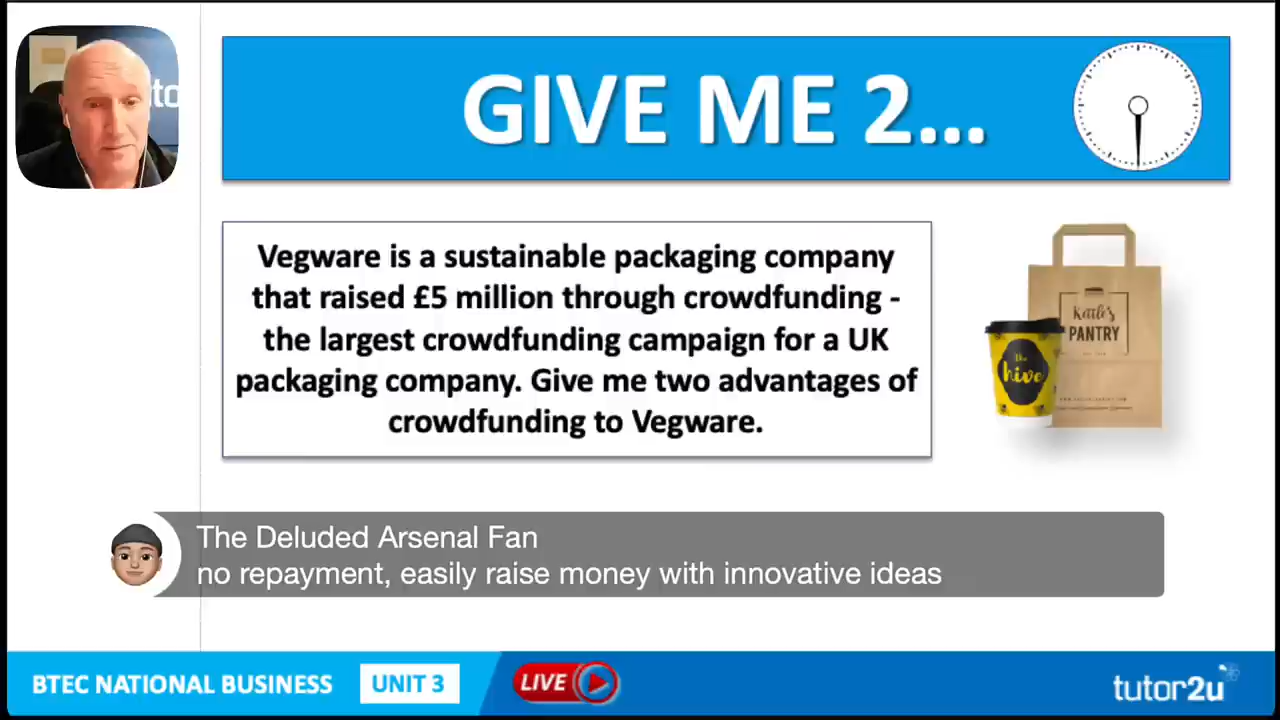 to
GIVE ME 2...
Vegware is a sustainable packaging company
that raised £5 million through crowdfunding -
the largest crowdfunding campaign for a UK
packaging company. Give me two advantages of
crowdfunding to Vegware.
Katie's
PANTRY
the
hive
The Deluded Arsenal Fan
no repayment, easily raise money with innovative ideas
BTEC NATIONAL BUSINESS
UNIT 3
LIVE
tutor2u